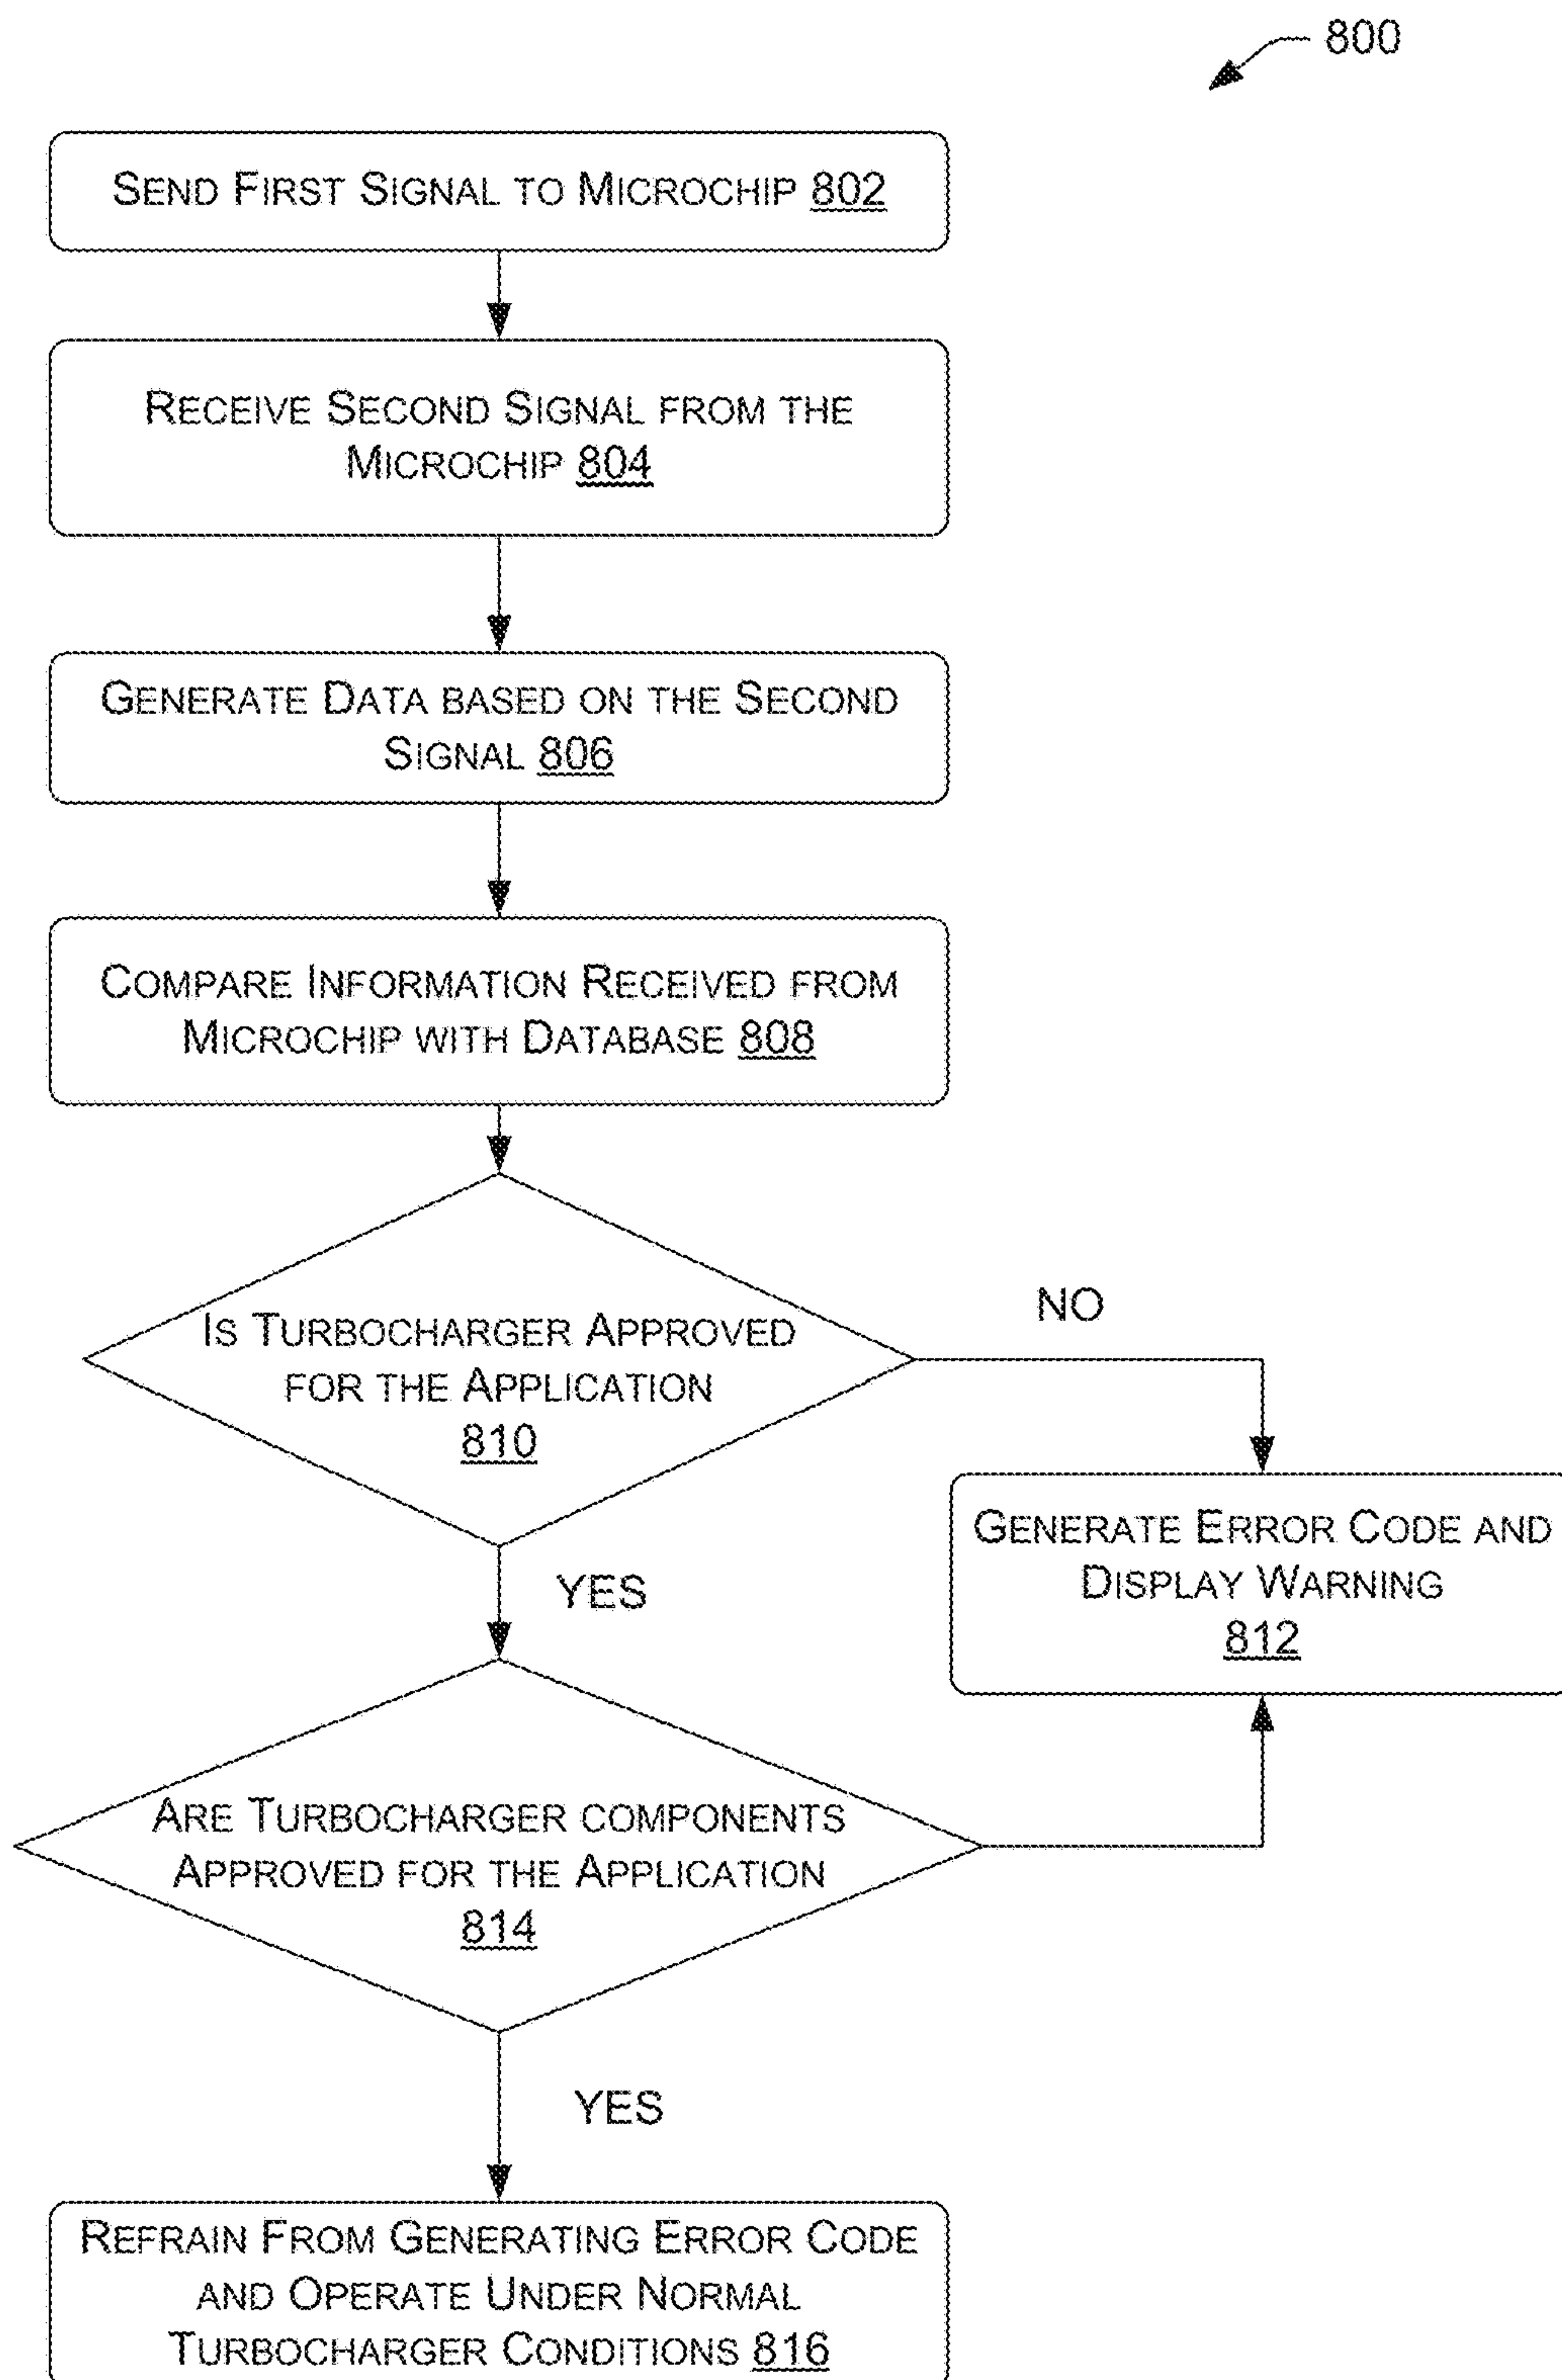 800
SEND FIRST SIGNAL TO MICROCHIP 802
RECEIVE SECOND SIGNAL FROM THE
MICROCHIP 804
GENERATE DATA BASED ON THE SECOND
SIGNAL 806
COMPARE INFORMATION RECEIVED FROM
MICROCHIP WITH DATABASE 808
IS TURBOCHARGER APPROVED
FOR THE APPLICATION
810
NO
YES
GENERATE ERROR CODE AND
DISPLAY WARNING
812
ARE TURBOCHARGER COMPONENTS
APPROVED FOR THE APPLICATION
814
YES
REFRAIN FROM GENERATING ERROR CODE
AND OPERATE UNDER NORMAL
TURBOCHARGER CONDITIONS 816